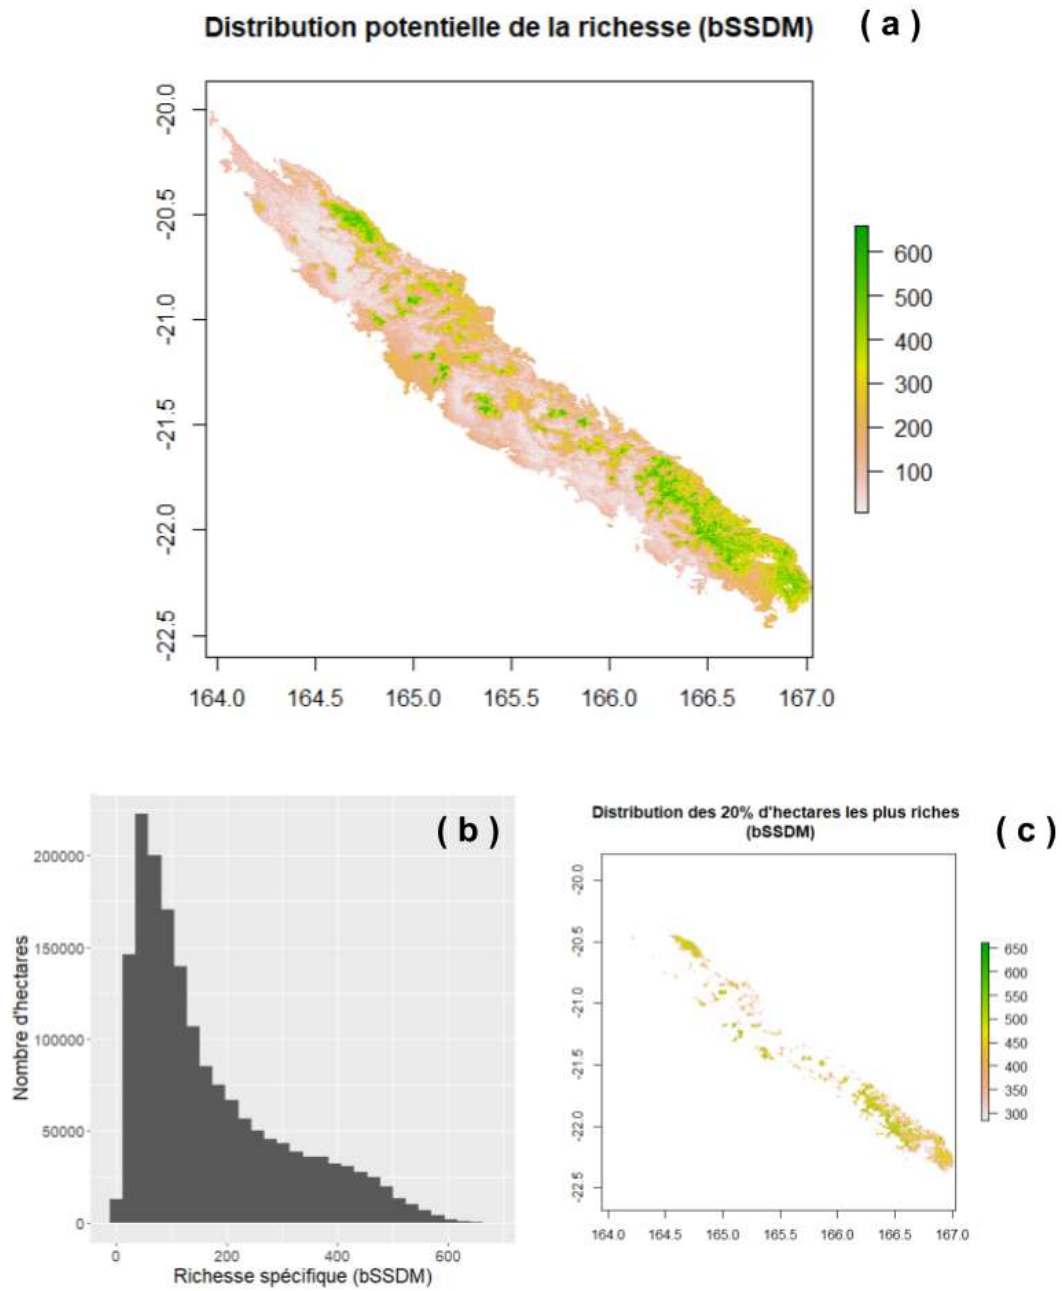 Distribution potentielle de la richesse (bSSDM)
( a )
-20.0
-20.5
-21.0
-21.5
-22.0
-22.5
164.0 164.5 165.0 165.5 166.0 166.5 167.0
600
500
400
300
200
100
( b )
200000
150000
100000
50000
0
Nombre d'hectares
0 200 400 600
Richesse spécifique (bSSDM)
Distribution des 20% d'hectares les plus riches
(bSSDM)
( c )
-20.0
-20.5
-21.0
-21.5
-22.0
-22.5
164.0 164.5 165.0 165.5 166.0 166.5 167.0
650
600
550
500
450
400
350
300